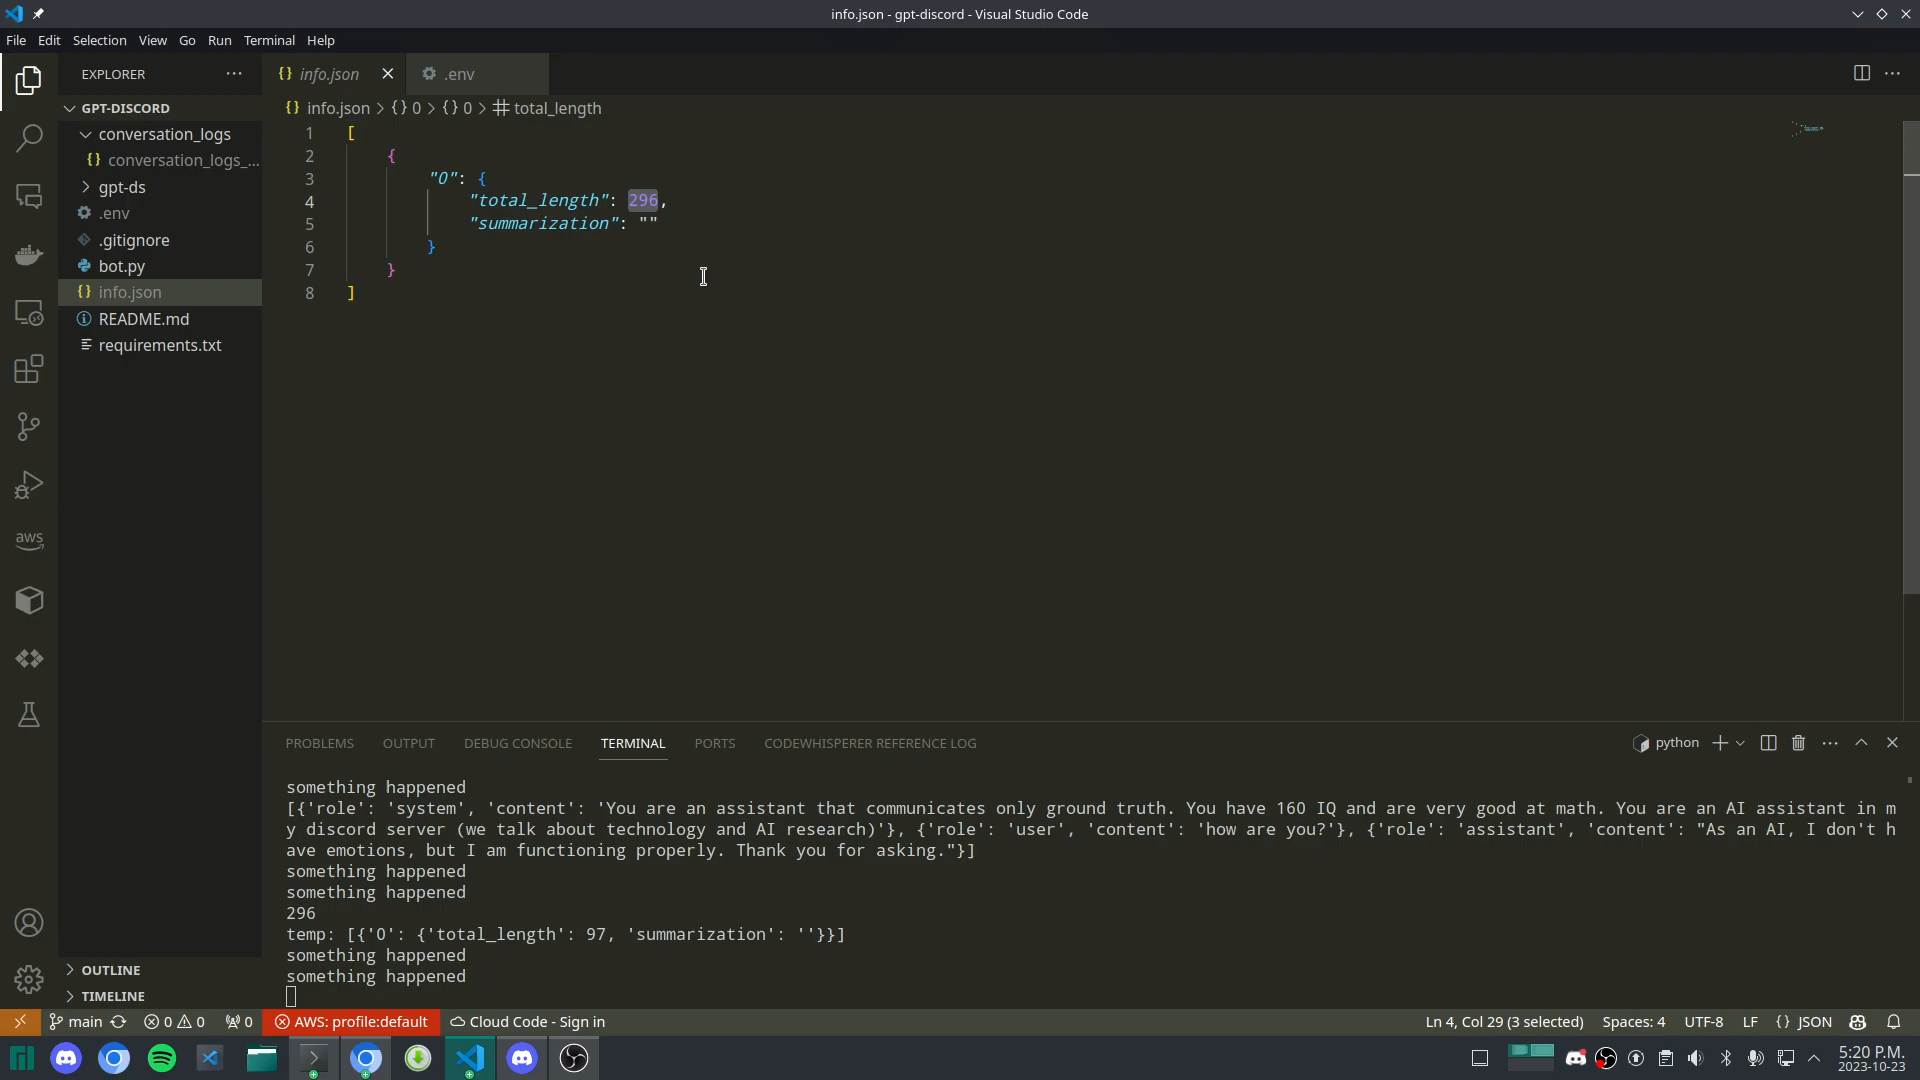 info.json - gpt-discord - Visual Studio Code
File Edit Selection View Go Run Terminal Help
EXPLORER
{} info.json
.env
GPT-DISCORD
{} info.json > {} 0 > {} 0 > total_length
conversation_logs
{} conversation_logs_...
gpt-ds
.env
.gitignore
bot.py
{} info.json
README.md
requirements.txt
1 [
2 {
3 "0": {
4 "total_length": 296,
5 "summarization": ""
6 }
7 }
8 ]
aws
PROBLEMS OUTPUT DEBUG CONSOLE TERMINAL PORTS CODEWHISPERER REFERENCE LOG
python
something happened
[{'role': 'system', 'content': 'You are an assistant that communicates only ground truth. You have 160 IQ and are very good at math. You are an AI assistant in m
y discord server (we talk about technology and AI research)'}, {'role': 'user', 'content': 'how are you?'}, {'role': 'assistant', 'content': "As an AI, I don't h
ave emotions, but I am functioning properly. Thank you for asking."}]
something happened
something happened
296
temp: [{'0': {'total_length': 97, 'summarization': ''}}]
something happened
something happened
OUTLINE
TIMELINE
main 0 0 0 AWS: profile:default Cloud Code - Sign in
Ln 4, Col 29 (3 selected) Spaces: 4 UTF-8 LF {} JSON
5:20 P.M.
2023-10-23